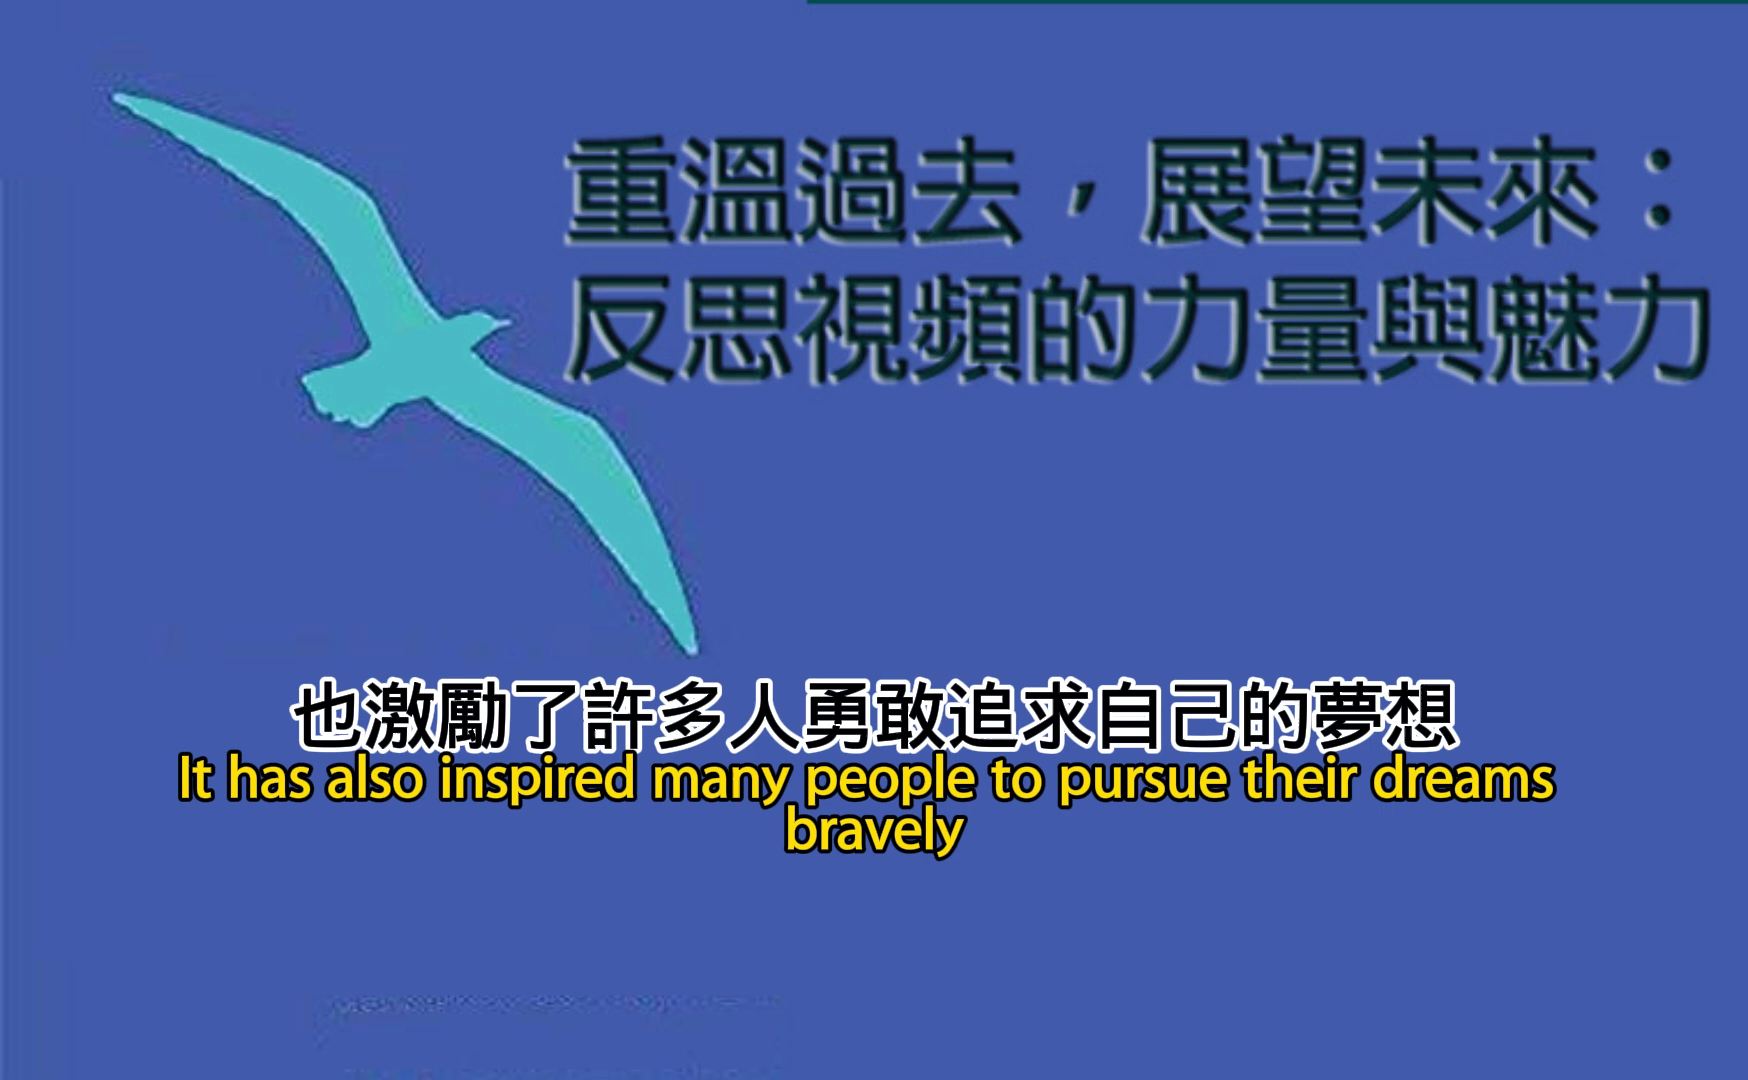 重溫過去，展望未來：
反思視頻的力量與魅力
也激勵了許多人勇敢追求自己的夢想
It has also inspired many people to pursue their dreams
bravely